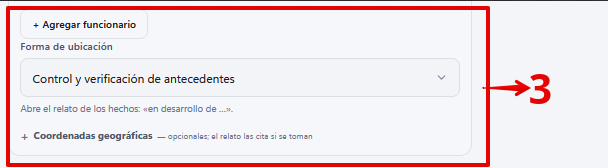 + Agregar funcionario
Forma de ubicación
Control y verificación de antecedentes
Abre el relato de los hechos: «en desarrollo de ...».
+ Coordenadas geográficas — opcionales; el relato las cita si se toman
3